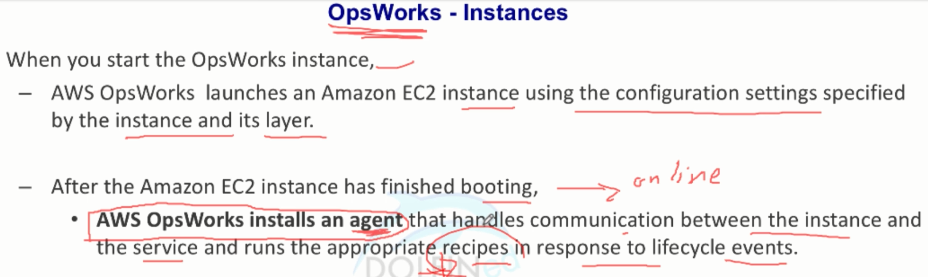 OpsWorks - Instances
When you start the OpsWorks instance,
– AWS OpsWorks launches an Amazon EC2 instance using the configuration settings specified
by the instance and its layer.
– After the Amazon EC2 instance has finished booting, online
• AWS OpsWorks installs an agent that handles communication between the instance and
the service and runs the appropriate recipes in response to lifecycle events.